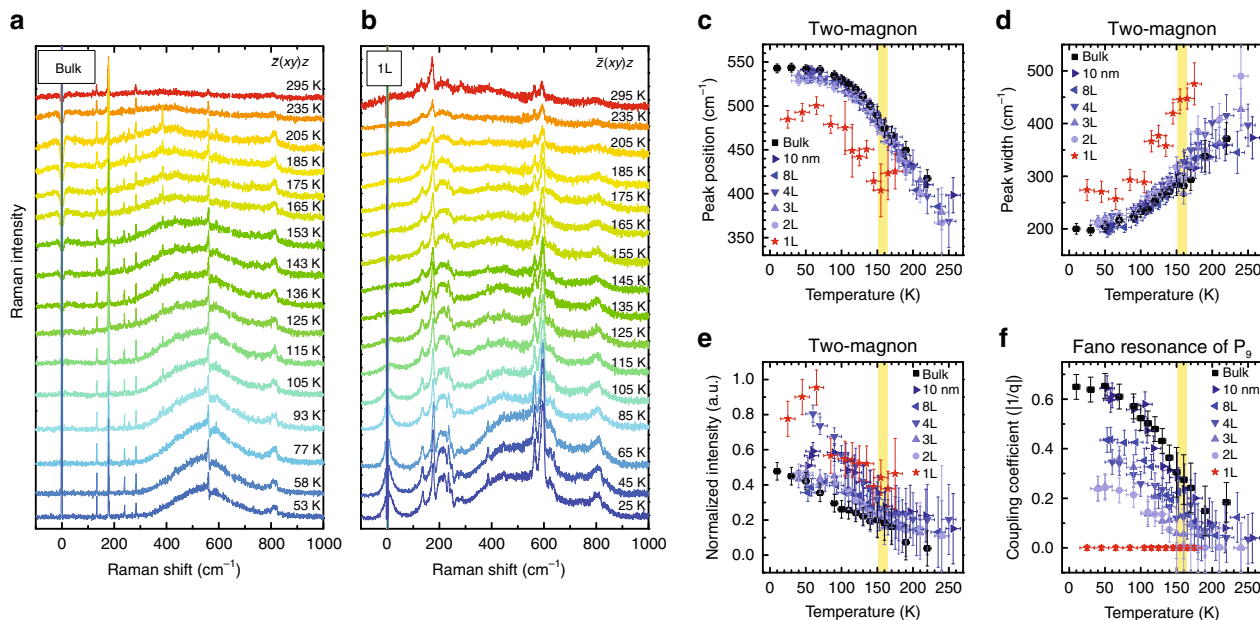 a
Bulk
z̄(xy)z
295 K
235 K
205 K
185 K
175 K
165 K
153 K
143 K
136 K
125 K
115 K
105 K
93 K
77 K
58 K
53 K
Raman intensity
0 200 400 600 800 1000
Raman shift (cm⁻¹)
b
1L
z̄(xy)z
295 K
235 K
205 K
185 K
175 K
165 K
155 K
145 K
135 K
125 K
115 K
105 K
85 K
65 K
45 K
25 K
0 200 400 600 800 1000
Raman shift (cm⁻¹)
c
Two-magnon
Peak position (cm⁻¹)
550
500
450
400
350
Bulk
10 nm
8L
4L
3L
2L
1L
0 50 100 150 200 250
Temperature (K)
d
Two-magnon
Peak width (cm⁻¹)
500
400
300
200
Bulk
10 nm
8L
4L
3L
2L
1L
0 50 100 150 200 250
Temperature (K)
e
Two-magnon
Normalized intensity (a.u.)
1.0
0.8
0.6
0.4
0.2
0.0
Bulk
10 nm
8L
4L
3L
2L
1L
0 50 100 150 200 250
Temperature (K)
f
Fano resonance of P₉
Coupling coefficient (|1/q|)
0.6
0.4
0.2
0.0
Bulk
10 nm
8L
4L
3L
2L
1L
0 50 100 150 200 250
Temperature (K)